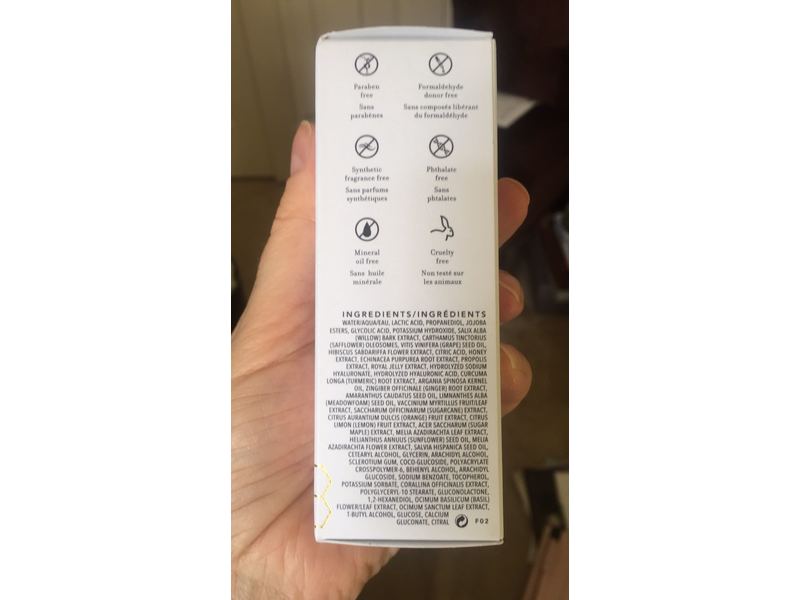 Paraben
free
Sans
parabènes
Formaldehyde
donor free
Sans composés libérant
du formaldéhyde
Synthetic
fragrance free
Sans parfums
synthétiques
Phthalate
free
Sans
phtalates
Mineral
oil free
Sans huile
minérale
Cruelty
free
Non testé sur
les animaux
INGREDIENTS/INGRÉDIENTS
WATER/AQUA/EAU, LACTIC ACID, PROPANEDIOL, JOJOBA
ESTERS, GLYCOLIC ACID, POTASSIUM HYDROXIDE, SALIX ALBA
(WILLOW) BARK EXTRACT, CARTHAMUS TINCTORIUS
(SAFFLOWER) OLEOSOMES, VITIS VINIFERA (GRAPE) SEED OIL,
HIBISCUS SABDARIFFA FLOWER EXTRACT, CITRIC ACID, HONEY
EXTRACT, ECHINACEA PURPUREA ROOT EXTRACT, PROPOLIS
EXTRACT, ROYAL JELLY EXTRACT, HYDROLYZED SODIUM
HYALURONATE, HYDROLYZED HYALURONIC ACID, CURCUMA
LONGA (TURMERIC) ROOT EXTRACT, ARGANIA SPINOSA KERNEL
OIL, ZINGIBER OFFICINALE (GINGER) ROOT EXTRACT,
AMARANTHUS CAUDATUS SEED OIL, LIMNANTHES ALBA
(MEADOWFOAM) SEED OIL, VACCINIUM MYRTILLUS FRUIT/LEAF
EXTRACT, SACCHARUM OFFICINARUM (SUGARCANE) EXTRACT,
CITRUS AURANTIUM DULCIS (ORANGE) FRUIT EXTRACT, CITRUS
LIMON (LEMON) FRUIT EXTRACT, ACER SACCHARUM (SUGAR
MAPLE) EXTRACT, MELIA AZADIRACHTA LEAF EXTRACT,
HELIANTHUS ANNUUS (SUNFLOWER) SEED OIL, MELIA
AZADIRACHTA FLOWER EXTRACT, SALVIA HISPANICA SEED OIL,
CETEARYL ALCOHOL, GLYCERIN, ARACHIDYL ALCOHOL,
SCLEROTIUM GUM, COCO-GLUCOSIDE, POLYACRYLATE
CROSSPOLYMER-6, BEHENYL ALCOHOL, ARACHIDYL
GLUCOSIDE, SODIUM BENZOATE, TOCOPHEROL,
POTASSIUM SORBATE, CORALLINA OFFICINALIS EXTRACT,
POLYGLYCERYL-10 STEARATE, GLUCONOLACTONE,
1,2-HEXANEDIOL, OCIMUM BASILICUM (BASIL)
FLOWER/LEAF EXTRACT, OCIMUM SANCTUM LEAF EXTRACT,
T-BUTYL ALCOHOL, GLUCOSE, CALCIUM
GLUCONATE, CITRAL F02